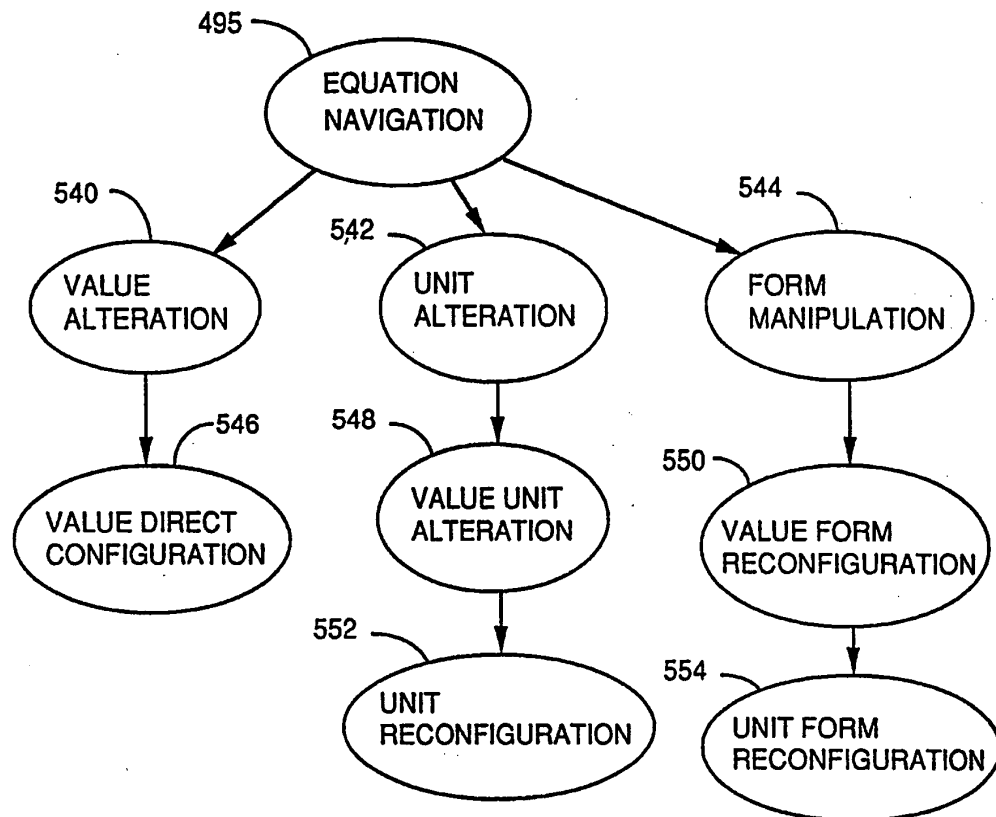 495
EQUATION
NAVIGATION
540
VALUE
ALTERATION
542
UNIT
ALTERATION
544
FORM
MANIPULATION
546
VALUE DIRECT
CONFIGURATION
548
VALUE UNIT
ALTERATION
550
VALUE FORM
RECONFIGURATION
552
UNIT
RECONFIGURATION
554
UNIT FORM
RECONFIGURATION